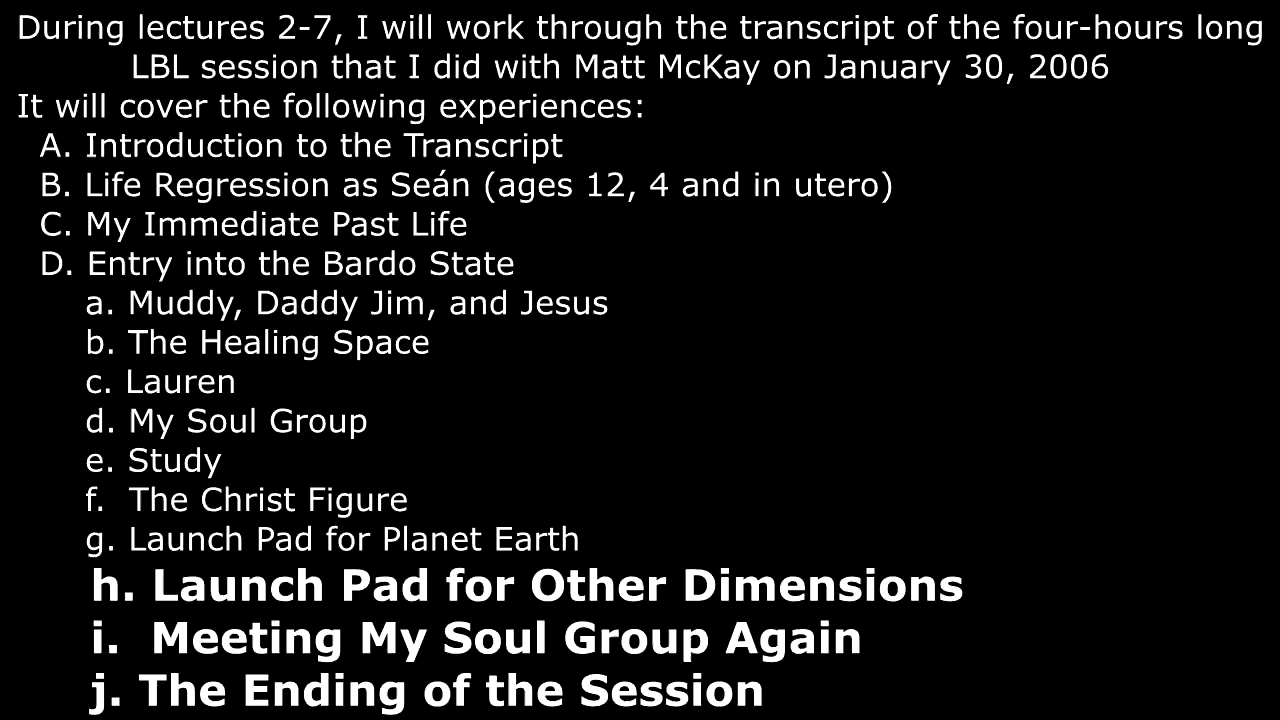 During lectures 2-7, I will work through the transcript of the four-hours long
LBL session that I did with Matt McKay on January 30, 2006
It will cover the following experiences:
A. Introduction to the Transcript
B. Life Regression as Seán (ages 12, 4 and in utero)
C. My Immediate Past Life
D. Entry into the Bardo State
a. Muddy, Daddy Jim, and Jesus
b. The Healing Space
c. Lauren
d. My Soul Group
e. Study
f. The Christ Figure
g. Launch Pad for Planet Earth
h. Launch Pad for Other Dimensions
i. Meeting My Soul Group Again
j. The Ending of the Session